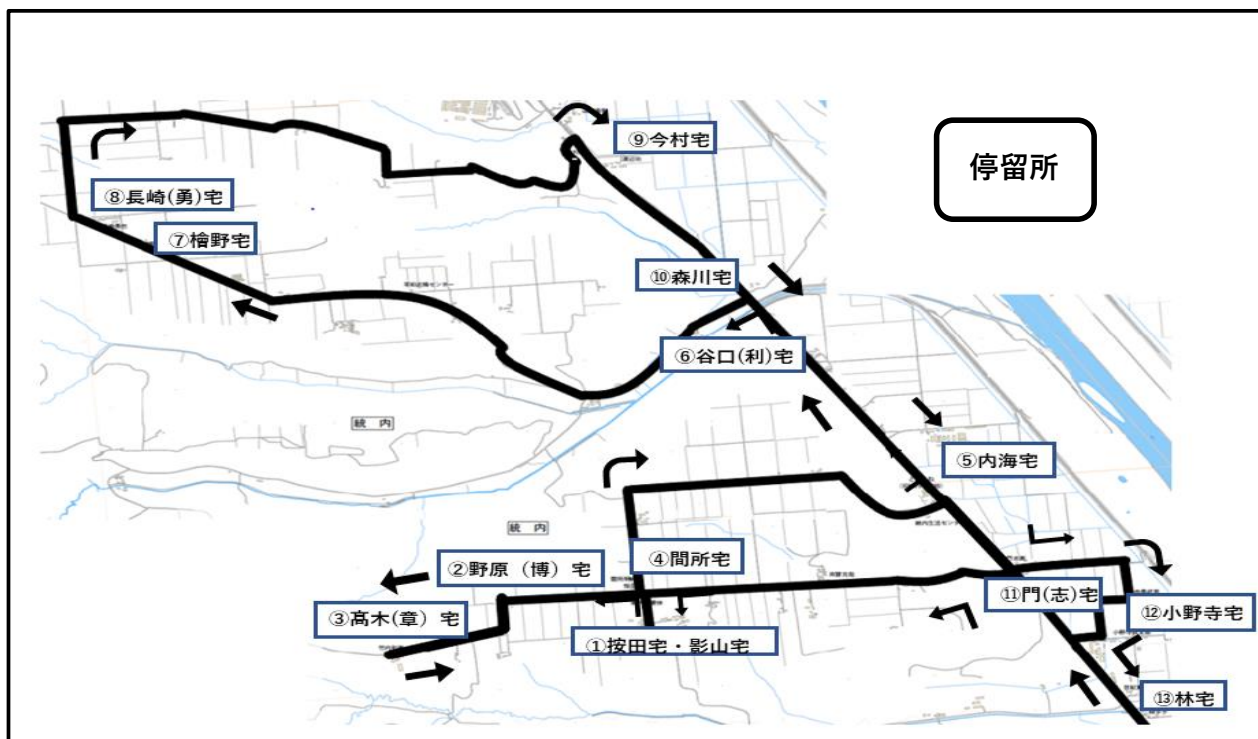 停留所
⑨今村宅
⑧長崎(勇)宅
⑦檜野宅
⑩森川宅
⑥谷口(利)宅
統内
⑤内海宅
統内
④間所宅
②野原（博）宅
③髙木(章）宅
①按田宅・影山宅
⑪門(志)宅
⑫小野寺宅
⑬林宅